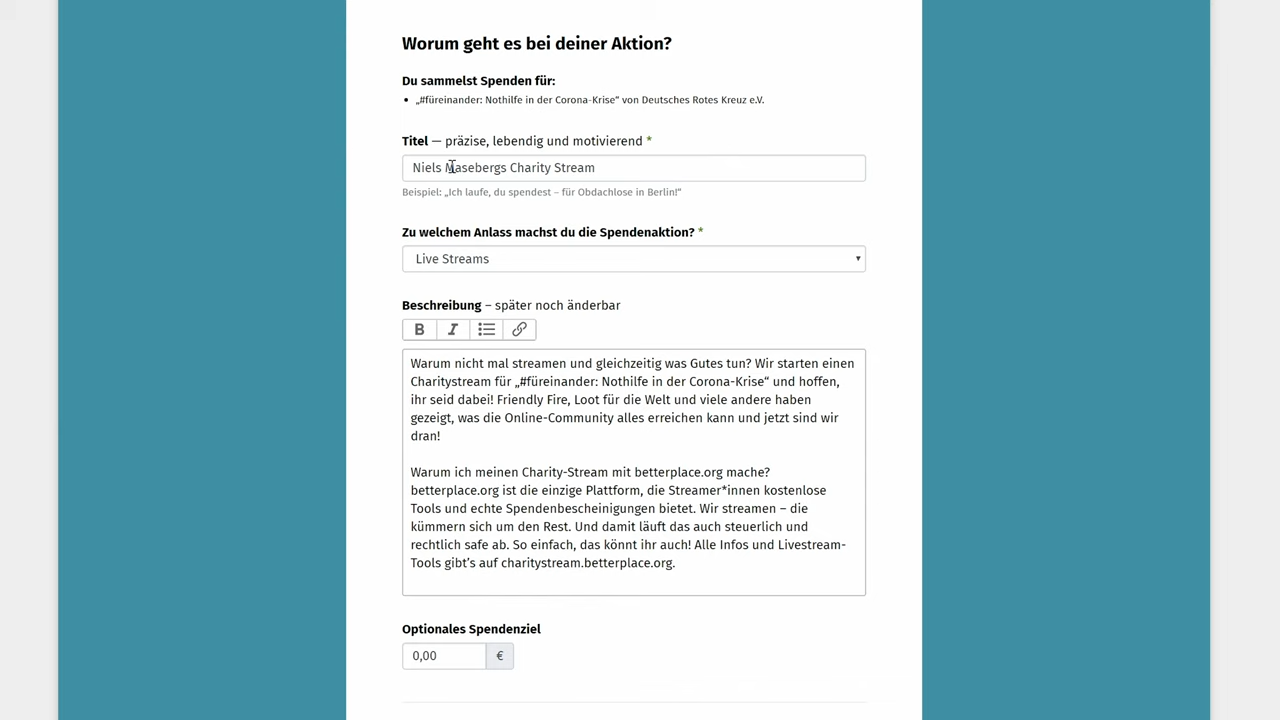 Worum geht es bei deiner Aktion?
Du sammelst Spenden für:
• „#füreinander: Nothilfe in der Corona-Krise“ von Deutsches Rotes Kreuz e.V.
Titel — präzise, lebendig und motivierend *
Niels Masebergs Charity Stream
Beispiel: „Ich laufe, du spendest – für Obdachlose in Berlin!“
Zu welchem Anlass machst du die Spendenaktion? *
Live Streams
Beschreibung – später noch änderbar
B I
Warum nicht mal streamen und gleichzeitig was Gutes tun? Wir starten einen
Charitystream für „#füreinander: Nothilfe in der Corona-Krise“ und hoffen,
ihr seid dabei! Friendly Fire, Loot für die Welt und viele andere haben
gezeigt, was die Online-Community alles erreichen kann und jetzt sind wir
dran!
Warum ich meinen Charity-Stream mit betterplace.org mache?
betterplace.org ist die einzige Plattform, die Streamer*innen kostenlose
Tools und echte Spendenbescheinigungen bietet. Wir streamen – die
kümmern sich um den Rest. Und damit läuft das auch steuerlich und
rechtlich safe ab. So einfach, das könnt ihr auch! Alle Infos und Livestream-
Tools gibt’s auf charitystream.betterplace.org.
Optionales Spendenziel
0,00 €